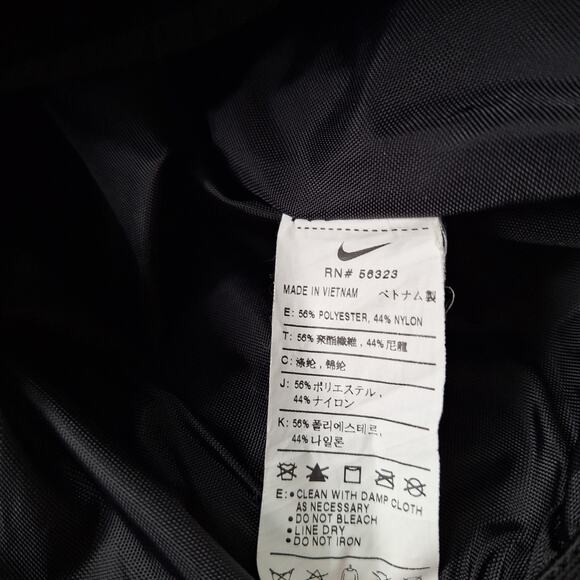 RN# 56323
MADE IN VIETNAM ベトナム製
E: 56% POLYESTER, 44% NYLON
T: 56% 聚酯纖維, 44% 尼龍
C: 涤纶, 锦纶
J: 56% ポリエステル,
44% ナイロン
K: 56% 폴리에스테르,
44% 나일론
E: • CLEAN WITH DAMP CLOTH
AS NECESSARY
• DO NOT BLEACH
• LINE DRY
• DO NOT IRON